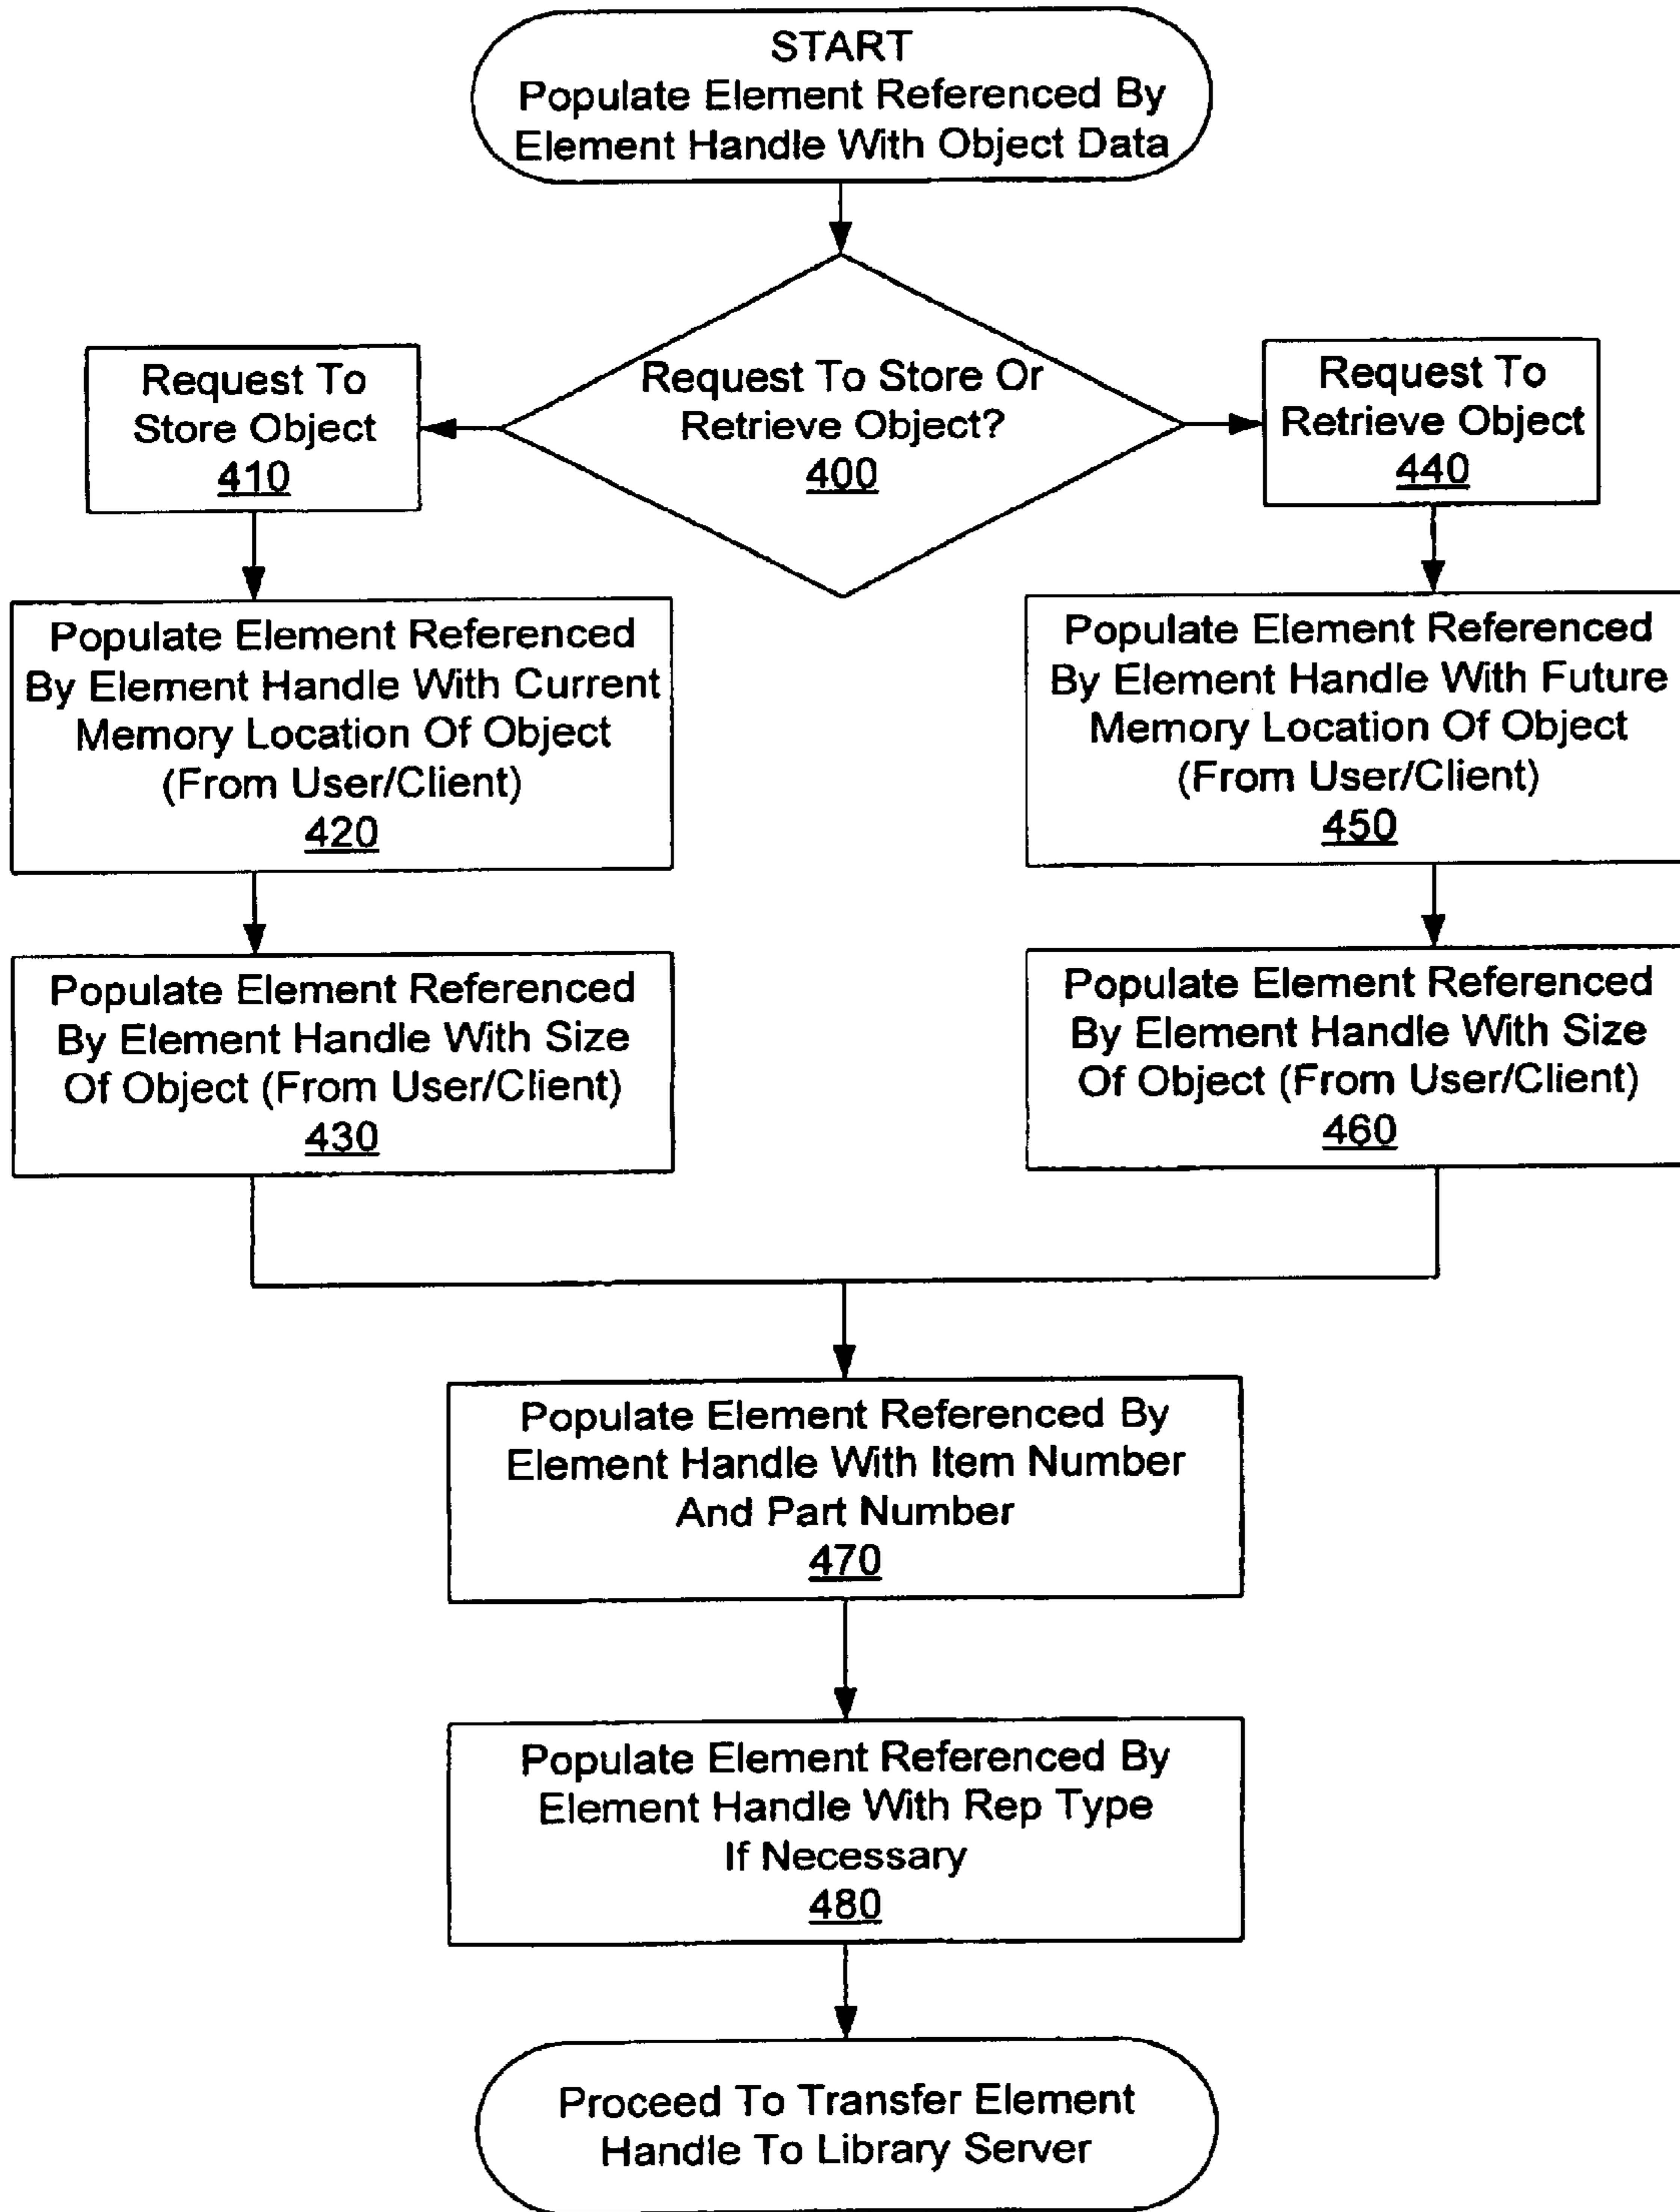 START
Populate Element Referenced By
Element Handle With Object Data
Request To Store Or
Retrieve Object?
400
Request To
Store Object
410
Request To
Retrieve Object
440
Populate Element Referenced
By Element Handle With Current
Memory Location Of Object
(From User/Client)
420
Populate Element Referenced
By Element Handle With Future
Memory Location Of Object
(From User/Client)
450
Populate Element Referenced
By Element Handle With Size
Of Object (From User/Client)
430
Populate Element Referenced
By Element Handle With Size
Of Object (From User/Client)
460
Populate Element Referenced By
Element Handle With Item Number
And Part Number
470
Populate Element Referenced By
Element Handle With Rep Type
If Necessary
480
Proceed To Transfer Element
Handle To Library Server